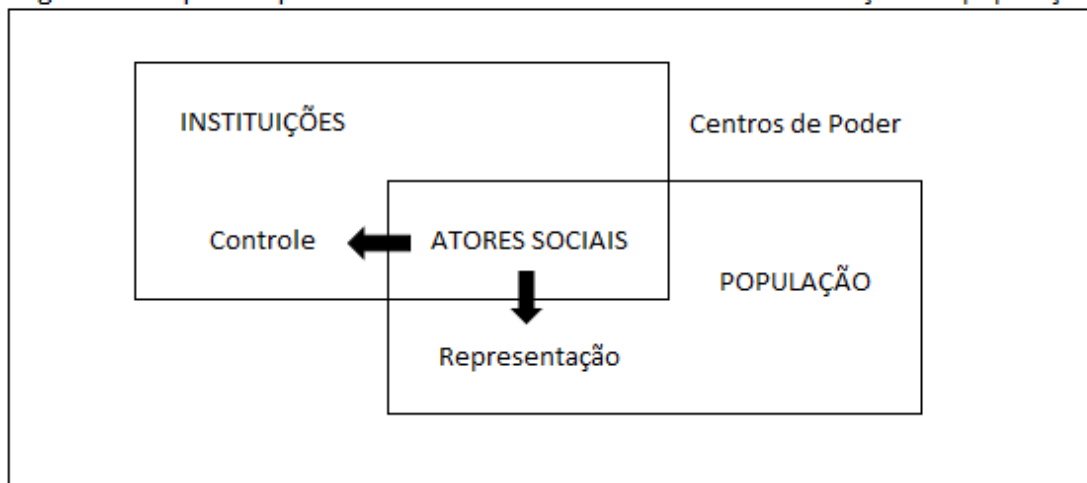 INSTITUIÇÕES
Centros de Poder
Controle
ATORES SOCIAIS
POPULAÇÃO
Representação